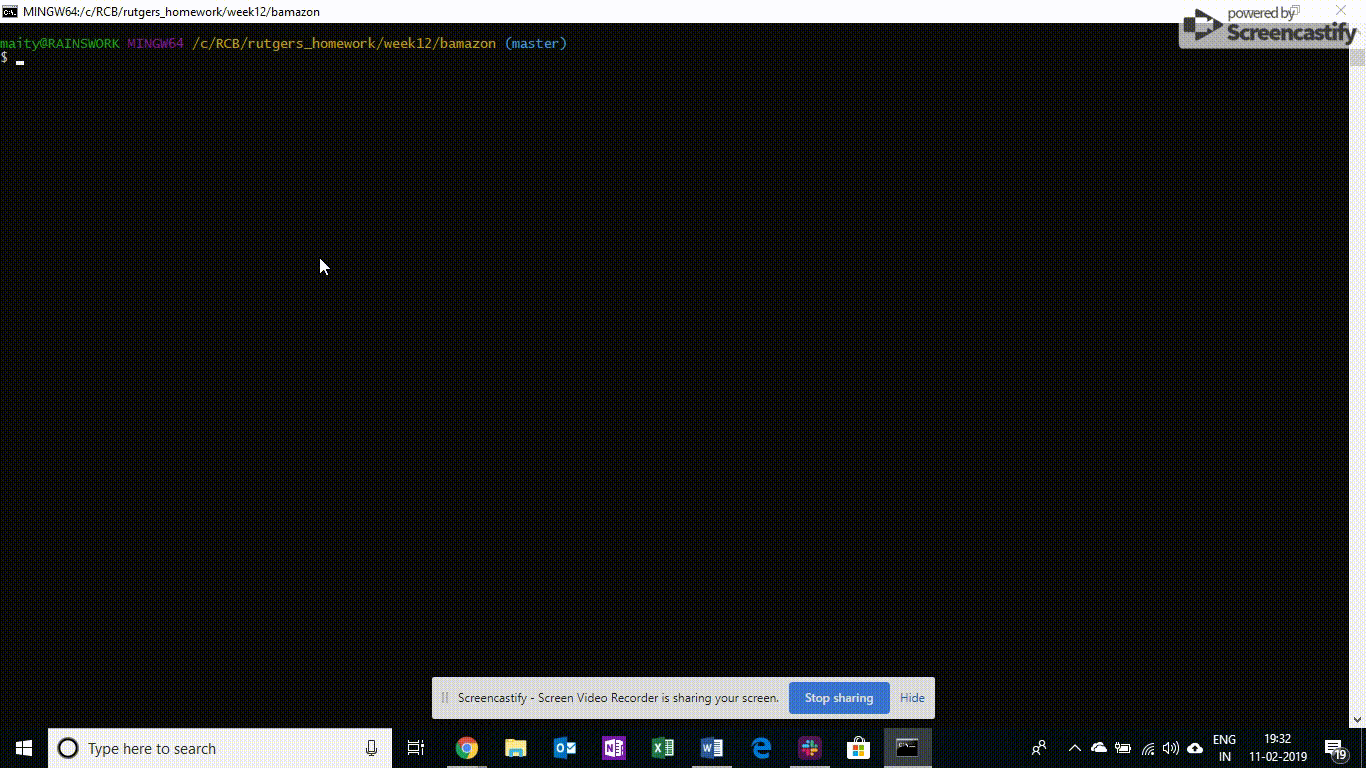 MINGW64:/c/RCB/rutgers_homework/week12/bamazon
powered by
Screencastify
maity@RAINSWORK MINGW64 /c/RCB/rutgers_homework/week12/bamazon (master)
$
Screencastify - Screen Video Recorder is sharing your screen. Stop sharing Hide
Type here to search
ENG
IN
19:32
11-02-2019
19